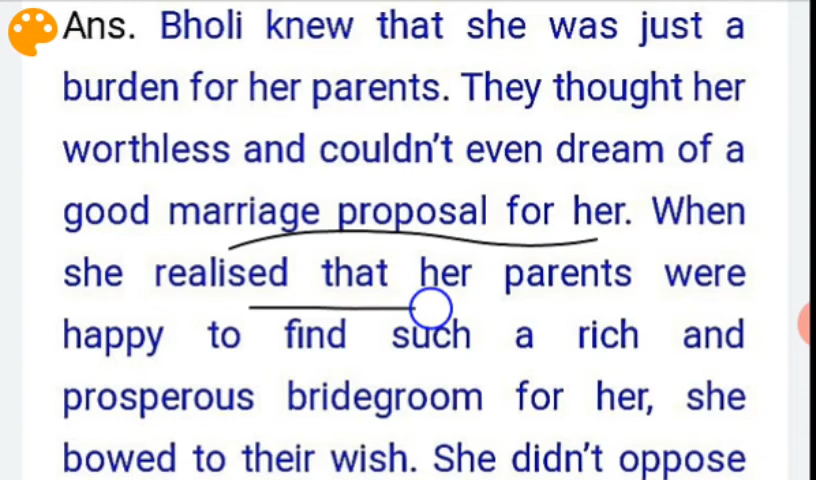 Ans. Bholi knew that she was just a
burden for her parents. They thought her
worthless and couldn't even dream of a
good marriage proposal for her. When
she realised that her parents were
happy to find such a rich and
prosperous bridegroom for her, she
bowed to their wish. She didn't oppose